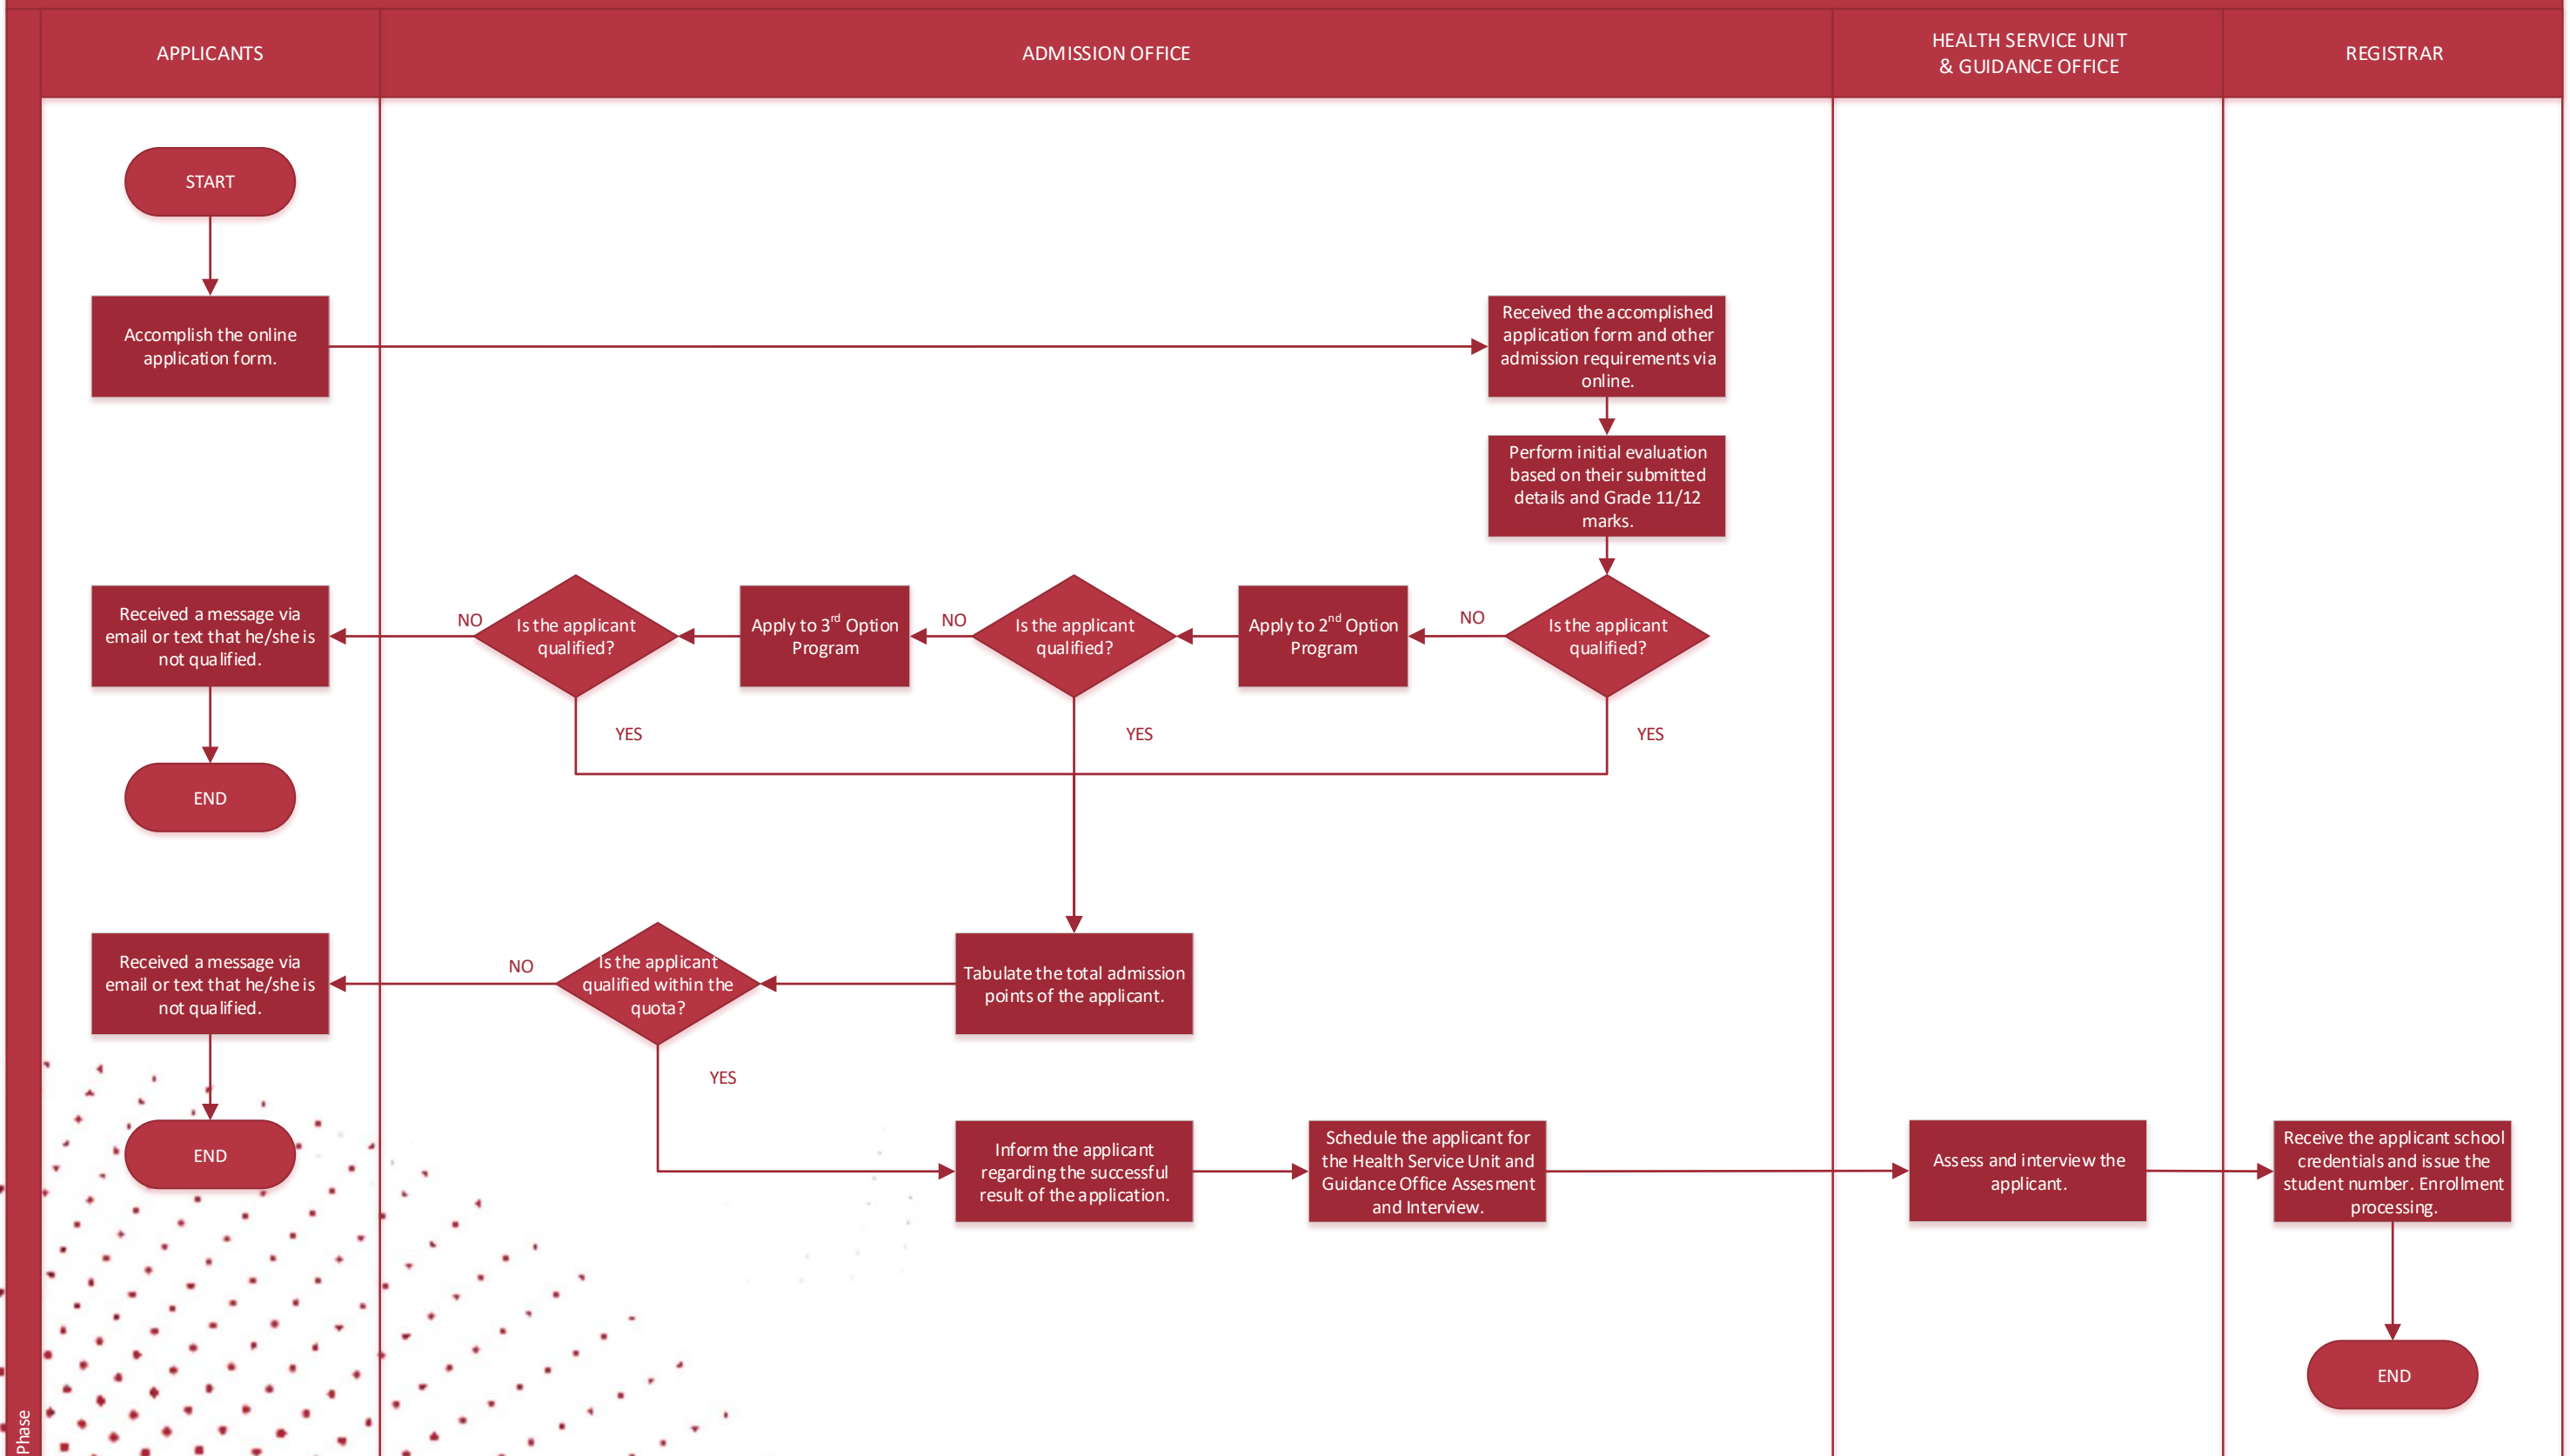 APPLICANTS
ADMISSION OFFICE
HEALTH SERVICE UNIT
& GUIDANCE OFFICE
REGISTRAR
START
Accomplish the online
application form.
Received the accomplished
application form and other
admission requirements via
online.
Perform initial evaluation
based on their submitted
details and Grade 11/12
marks.
Is the applicant
qualified?
NO
Apply to 2nd Option
Program
Is the applicant
qualified?
NO
Apply to 3rd Option
Program
Is the applicant
qualified?
NO
Received a message via
email or text that he/she is
not qualified.
YES
YES
YES
END
Tabulate the total admission
points of the applicant.
Is the applicant
qualified within the
quota?
NO
Received a message via
email or text that he/she is
not qualified.
END
YES
Inform the applicant
regarding the successful
result of the application.
Schedule the applicant for
the Health Service Unit and
Guidance Office Assesment
and Interview.
Assess and interview the
applicant.
Receive the applicant school
credentials and issue the
student number. Enrollment
processing.
END
Phase